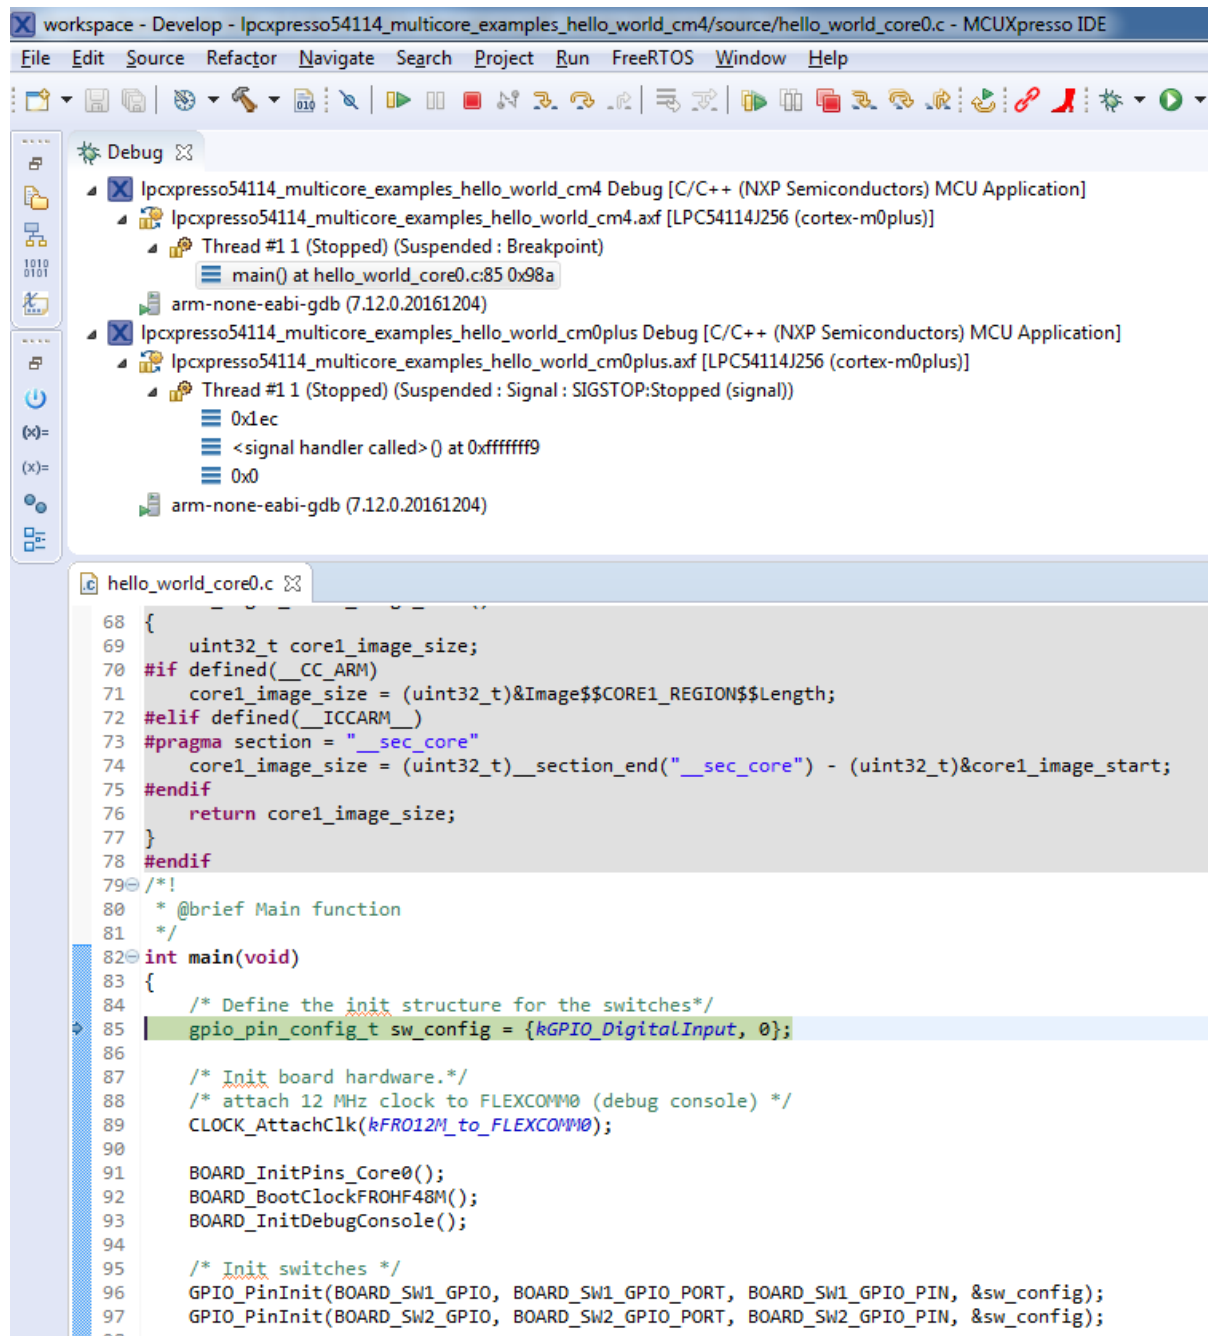 workspace - Develop - lpcxpresso54114_multicore_examples_hello_world_cm4/source/hello_world_core0.c - MCUXpresso IDE
File Edit Source Refactor Navigate Search Project Run FreeRTOS Window Help
Debug
lpcxpresso54114_multicore_examples_hello_world_cm4 Debug [C/C++ (NXP Semiconductors) MCU Application]
lpcxpresso54114_multicore_examples_hello_world_cm4.axf [LPC54114J256 (cortex-m0plus)]
Thread #1 1 (Stopped) (Suspended : Breakpoint)
main() at hello_world_core0.c:85 0x98a
arm-none-eabi-gdb (7.12.0.20161204)
lpcxpresso54114_multicore_examples_hello_world_cm0plus Debug [C/C++ (NXP Semiconductors) MCU Application]
lpcxpresso54114_multicore_examples_hello_world_cm0plus.axf [LPC54114J256 (cortex-m0plus)]
Thread #1 1 (Stopped) (Suspended : Signal : SIGSTOP:Stopped (signal))
0x1ec
<signal handler called>() at 0xfffffff9
0x0
arm-none-eabi-gdb (7.12.0.20161204)
hello_world_core0.c
68 {
69     uint32_t core1_image_size;
70 #if defined(__CC_ARM)
71     core1_image_size = (uint32_t)&Image$$CORE1_REGION$$Length;
72 #elif defined(__ICCARM__)
73 #pragma section = "__sec_core"
74     core1_image_size = (uint32_t)__section_end("__sec_core") - (uint32_t)&core1_image_start;
75 #endif
76     return core1_image_size;
77 }
78 #endif
79 /*!
80  * @brief Main function
81  */
82 int main(void)
83 {
84     /* Define the init structure for the switches*/
85     gpio_pin_config_t sw_config = {kGPIO_DigitalInput, 0};
86
87     /* Init board hardware.*/
88     /* attach 12 MHz clock to FLEXCOMM0 (debug console) */
89     CLOCK_AttachClk(kFRO12M_to_FLEXCOMM0);
90
91     BOARD_InitPins_Core0();
92     BOARD_BootClockFROHF48M();
93     BOARD_InitDebugConsole();
94
95     /* Init switches */
96     GPIO_PinInit(BOARD_SW1_GPIO, BOARD_SW1_GPIO_PORT, BOARD_SW1_GPIO_PIN, &sw_config);
97     GPIO_PinInit(BOARD_SW2_GPIO, BOARD_SW2_GPIO_PORT, BOARD_SW2_GPIO_PIN, &sw_config);